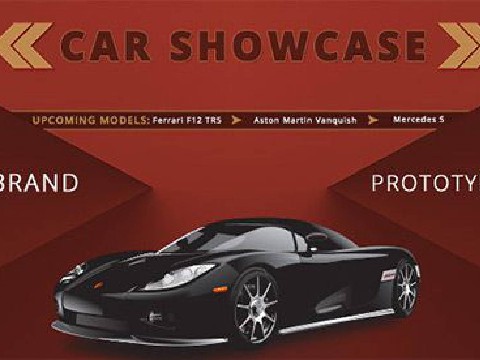 CAR SHOWCASE
UPCOMING MODELS: Ferrari F12 TRS Aston Martin Vanquish Mercedes S
BRAND
PROTOTY